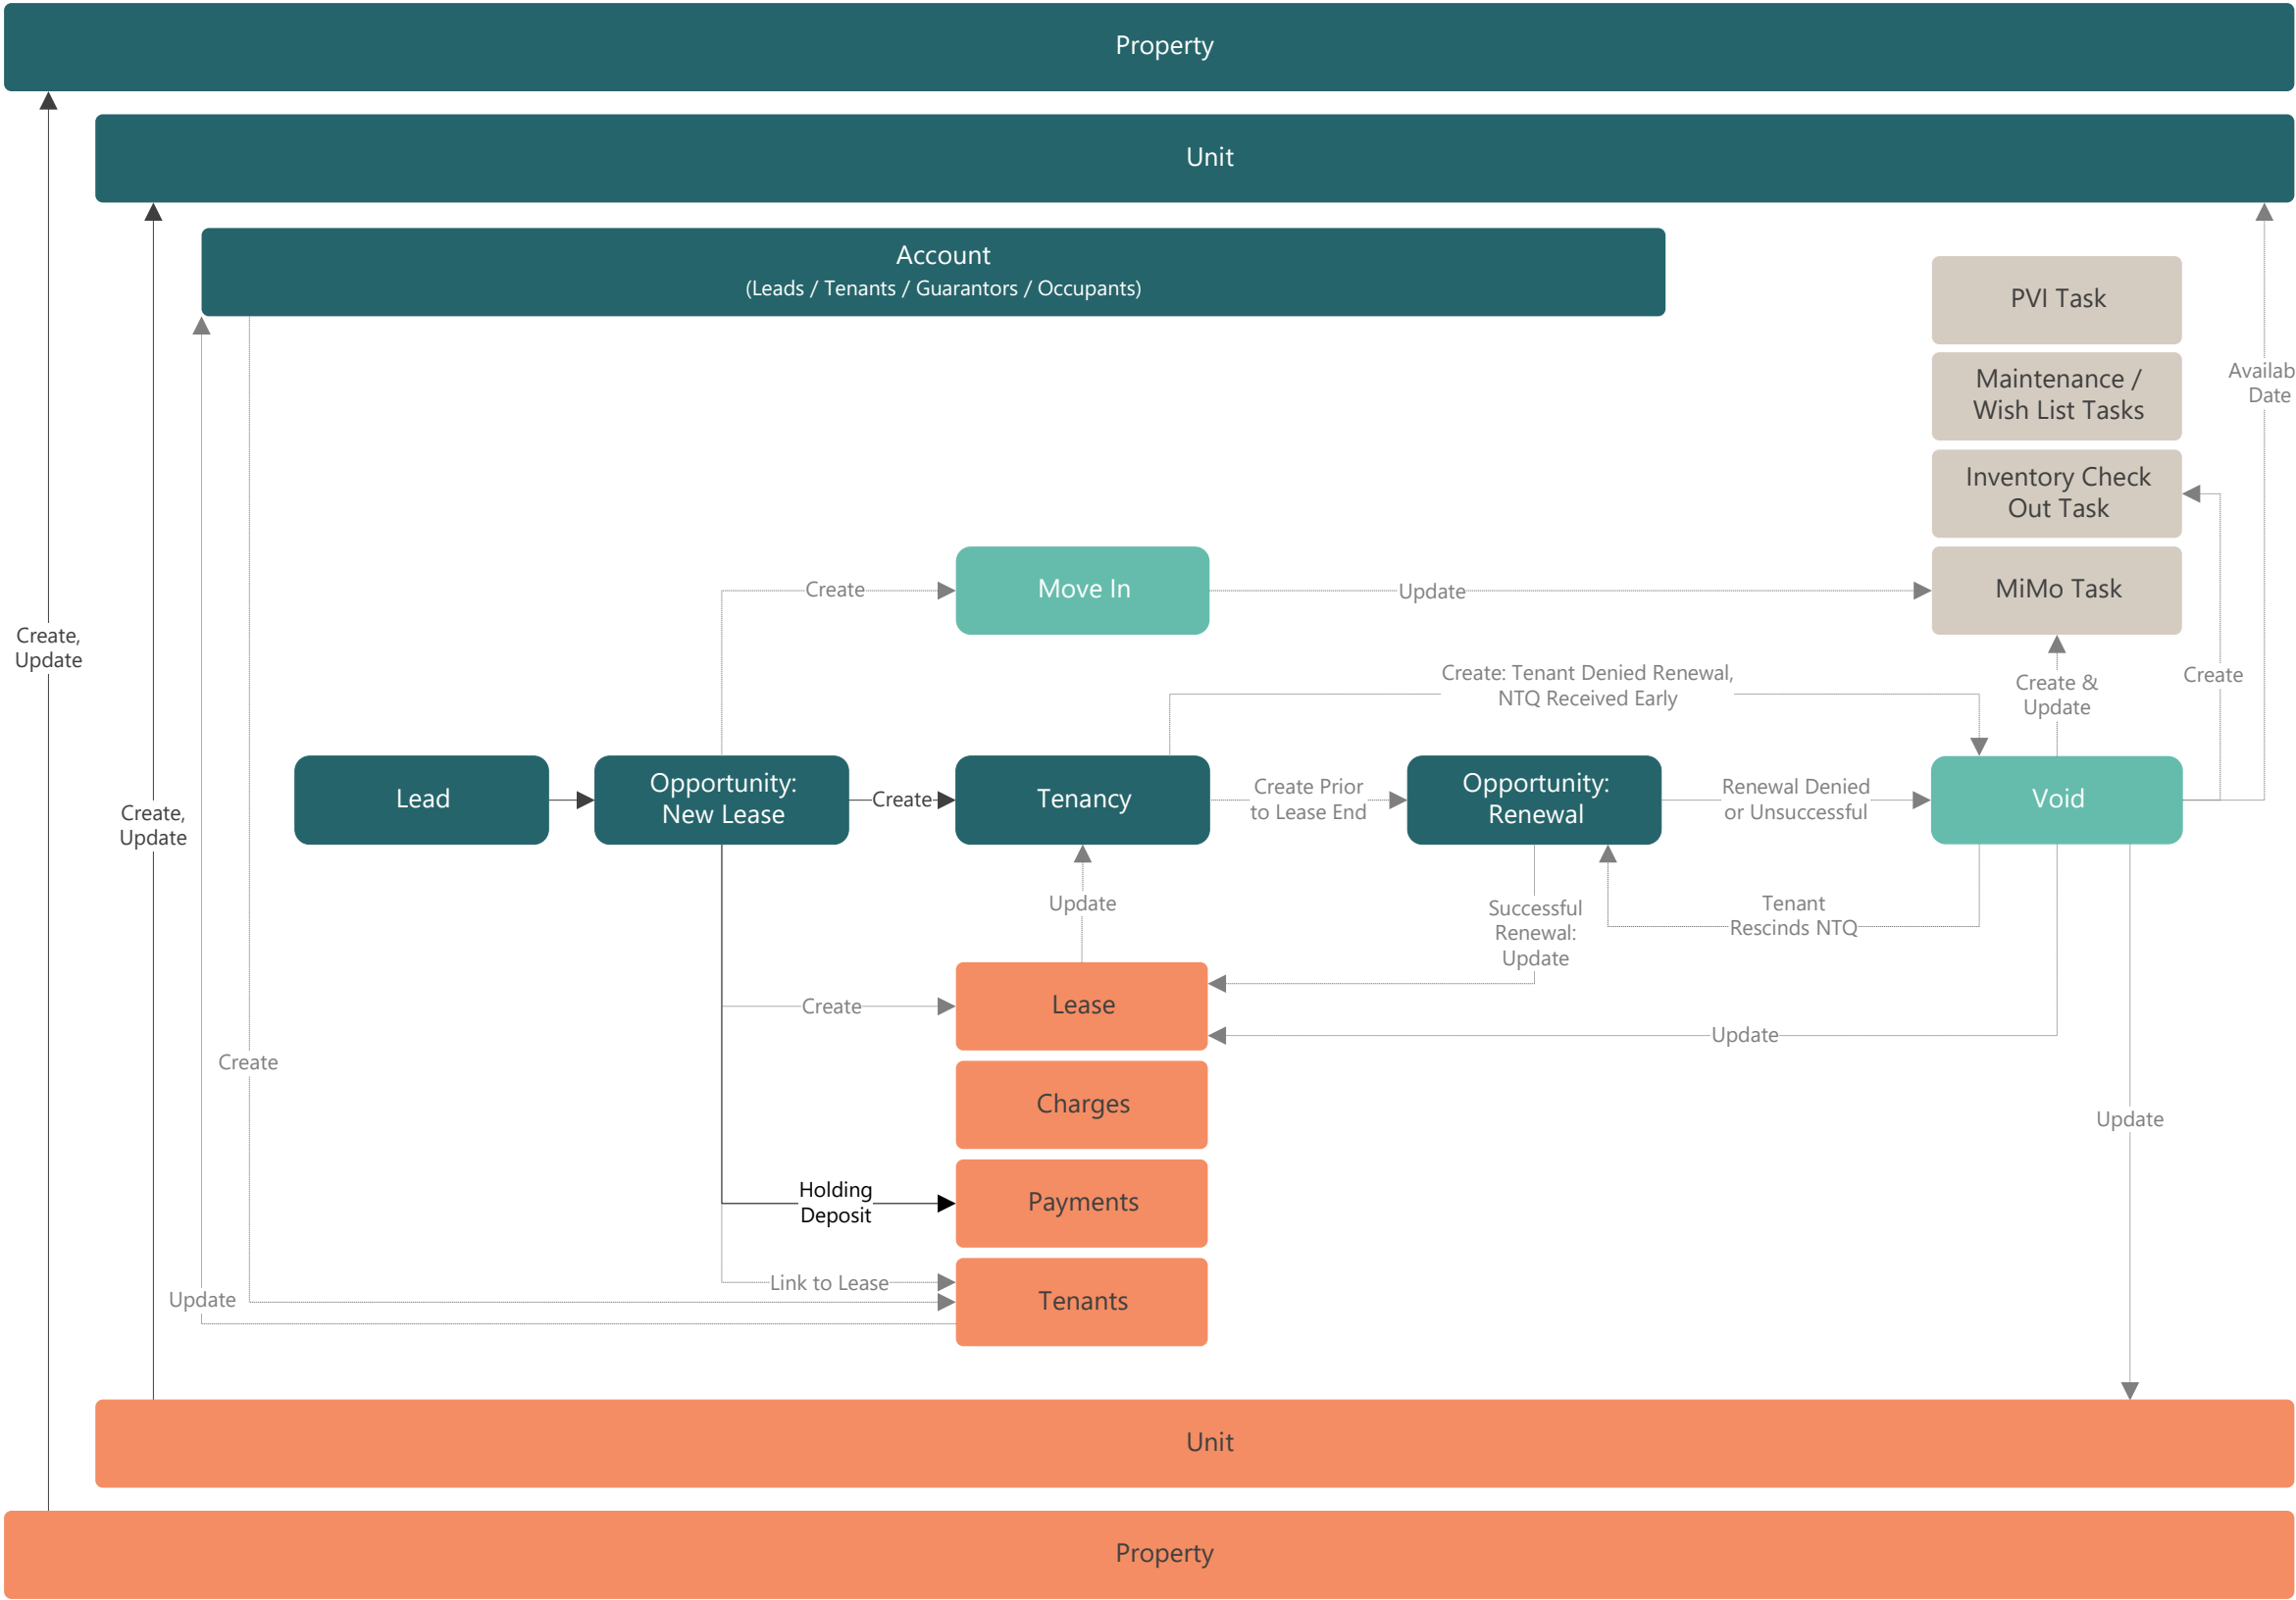 Property
Unit
Account
(Leads / Tenants / Guarantors / Occupants)
PVI Task
Maintenance /
Wish List Tasks
Availab
Date
Inventory Check
Out Task
Create
Move In
Update
MiMo Task
Create,
Update
Create: Tenant Denied Renewal,
NTQ Received Early
Create &
Update
Create
Create,
Update
Lead
Opportunity:
New Lease
Create
Tenancy
Create Prior
to Lease End
Opportunity:
Renewal
Renewal Denied
or Unsuccessful
Void
Update
Successful
Renewal:
Update
Tenant
Rescinds NTQ
Create
Lease
Update
Create
Charges
Update
Holding
Deposit
Payments
Link to Lease
Update
Tenants
Unit
Property